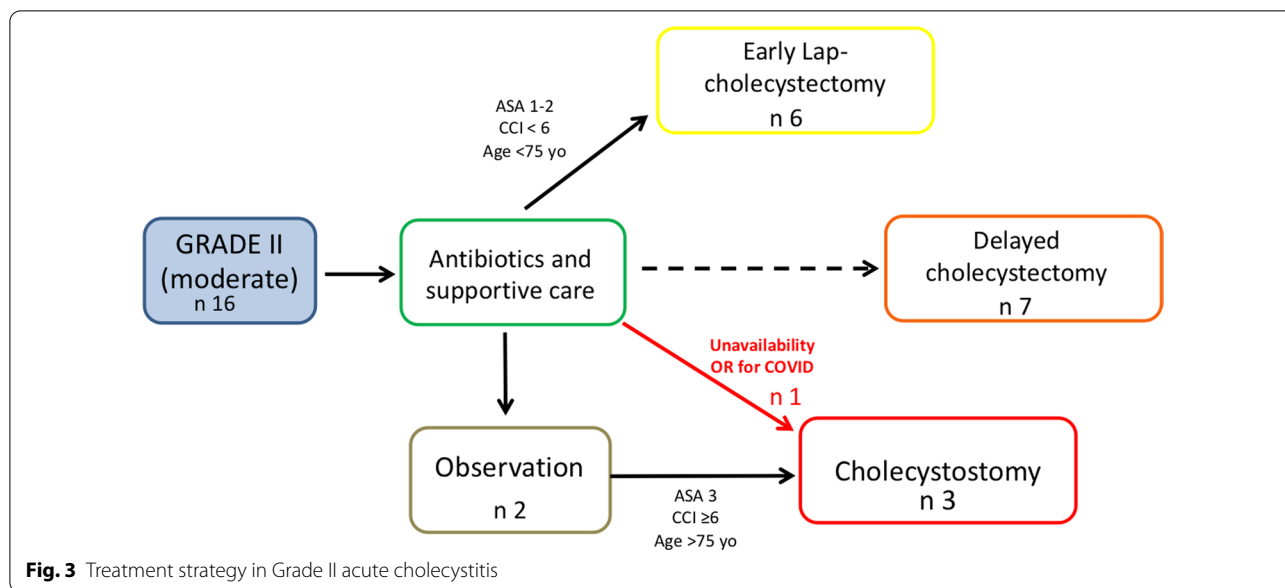 Early Lap-
cholecystectomy
n 6
ASA 1-2
CCI < 6
Age <75 yo
GRADE II
(moderate)
n 16
Antibiotics and
supportive care
Delayed
cholecystectomy
n 7
Unavailability
OR for COVID
n 1
Observation
n 2
ASA 3
CCI ≥6
Age >75 yo
Cholecystostomy
n 3
Fig. 3 Treatment strategy in Grade II acute cholecystitis